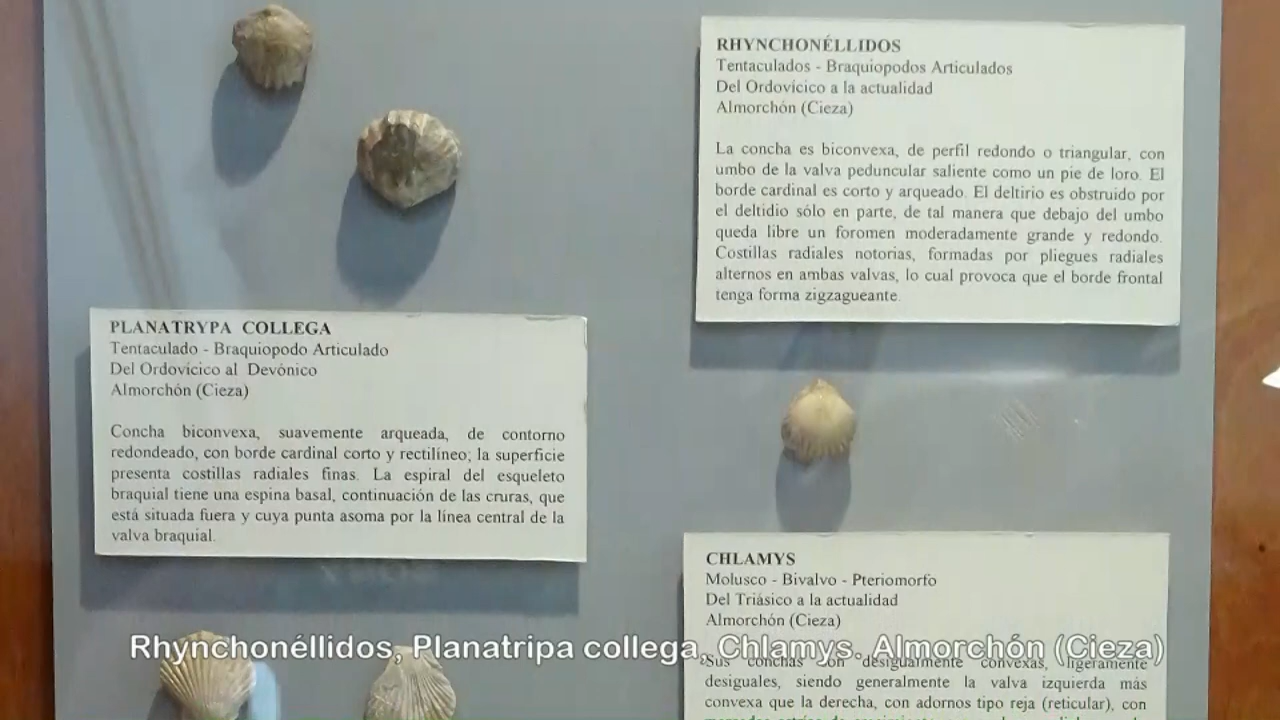 RHYNCHONÉLLIDOS
Tentaculados - Braquiopodos Articulados
Del Ordovícico a la actualidad
Almorchón (Cieza)
La concha es biconvexa, de perfil redondo o triangular, con
umbo de la valva peduncular saliente como un pie de loro. El
borde cardinal es corto y arqueado. El deltirio es obstruido por
el deltidio sólo en parte, de tal manera que debajo del umbo
queda libre un foromen moderadamente grande y redondo.
Costillas radiales notorias, formadas por pliegues radiales
alternos en ambas valvas, lo cual provoca que el borde frontal
tenga forma zigzagueante.
PLANATRYPA COLLEGA
Tentaculado - Braquiopodo Articulado
Del Ordovícico al Devónico
Almorchón (Cieza)
Concha biconvexa, suavemente arqueada, de contorno
redondeado, con borde cardinal corto y rectilíneo; la superficie
presenta costillas radiales finas. La espiral del esqueleto
braquial tiene una espina basal, continuación de las cruras, que
está situada fuera y cuya punta asoma por la línea central de la
valva braquial.
CHLAMYS
Molusco - Bivalvo - Pteriomorfo
Del Triásico a la actualidad
Almorchón (Cieza)
Sus conchas son desigualmente convexas, ligeramente
desiguales, siendo generalmente la valva izquierda más
convexa que la derecha, con adornos tipo reja (reticular), con
Rhynchonéllidos, Planatripa collega, Chlamys. Almorchón (Cieza)